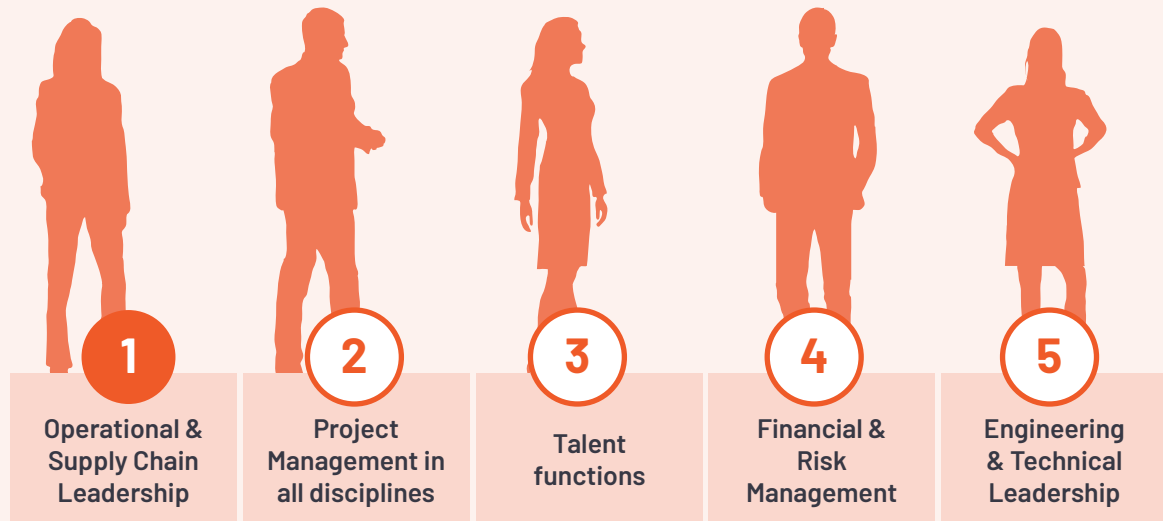 1
Operational &
Supply Chain
Leadership
2
Project
Management in
all disciplines
3
Talent
functions
4
Financial &
Risk
Management
5
Engineering
& Technical
Leadership